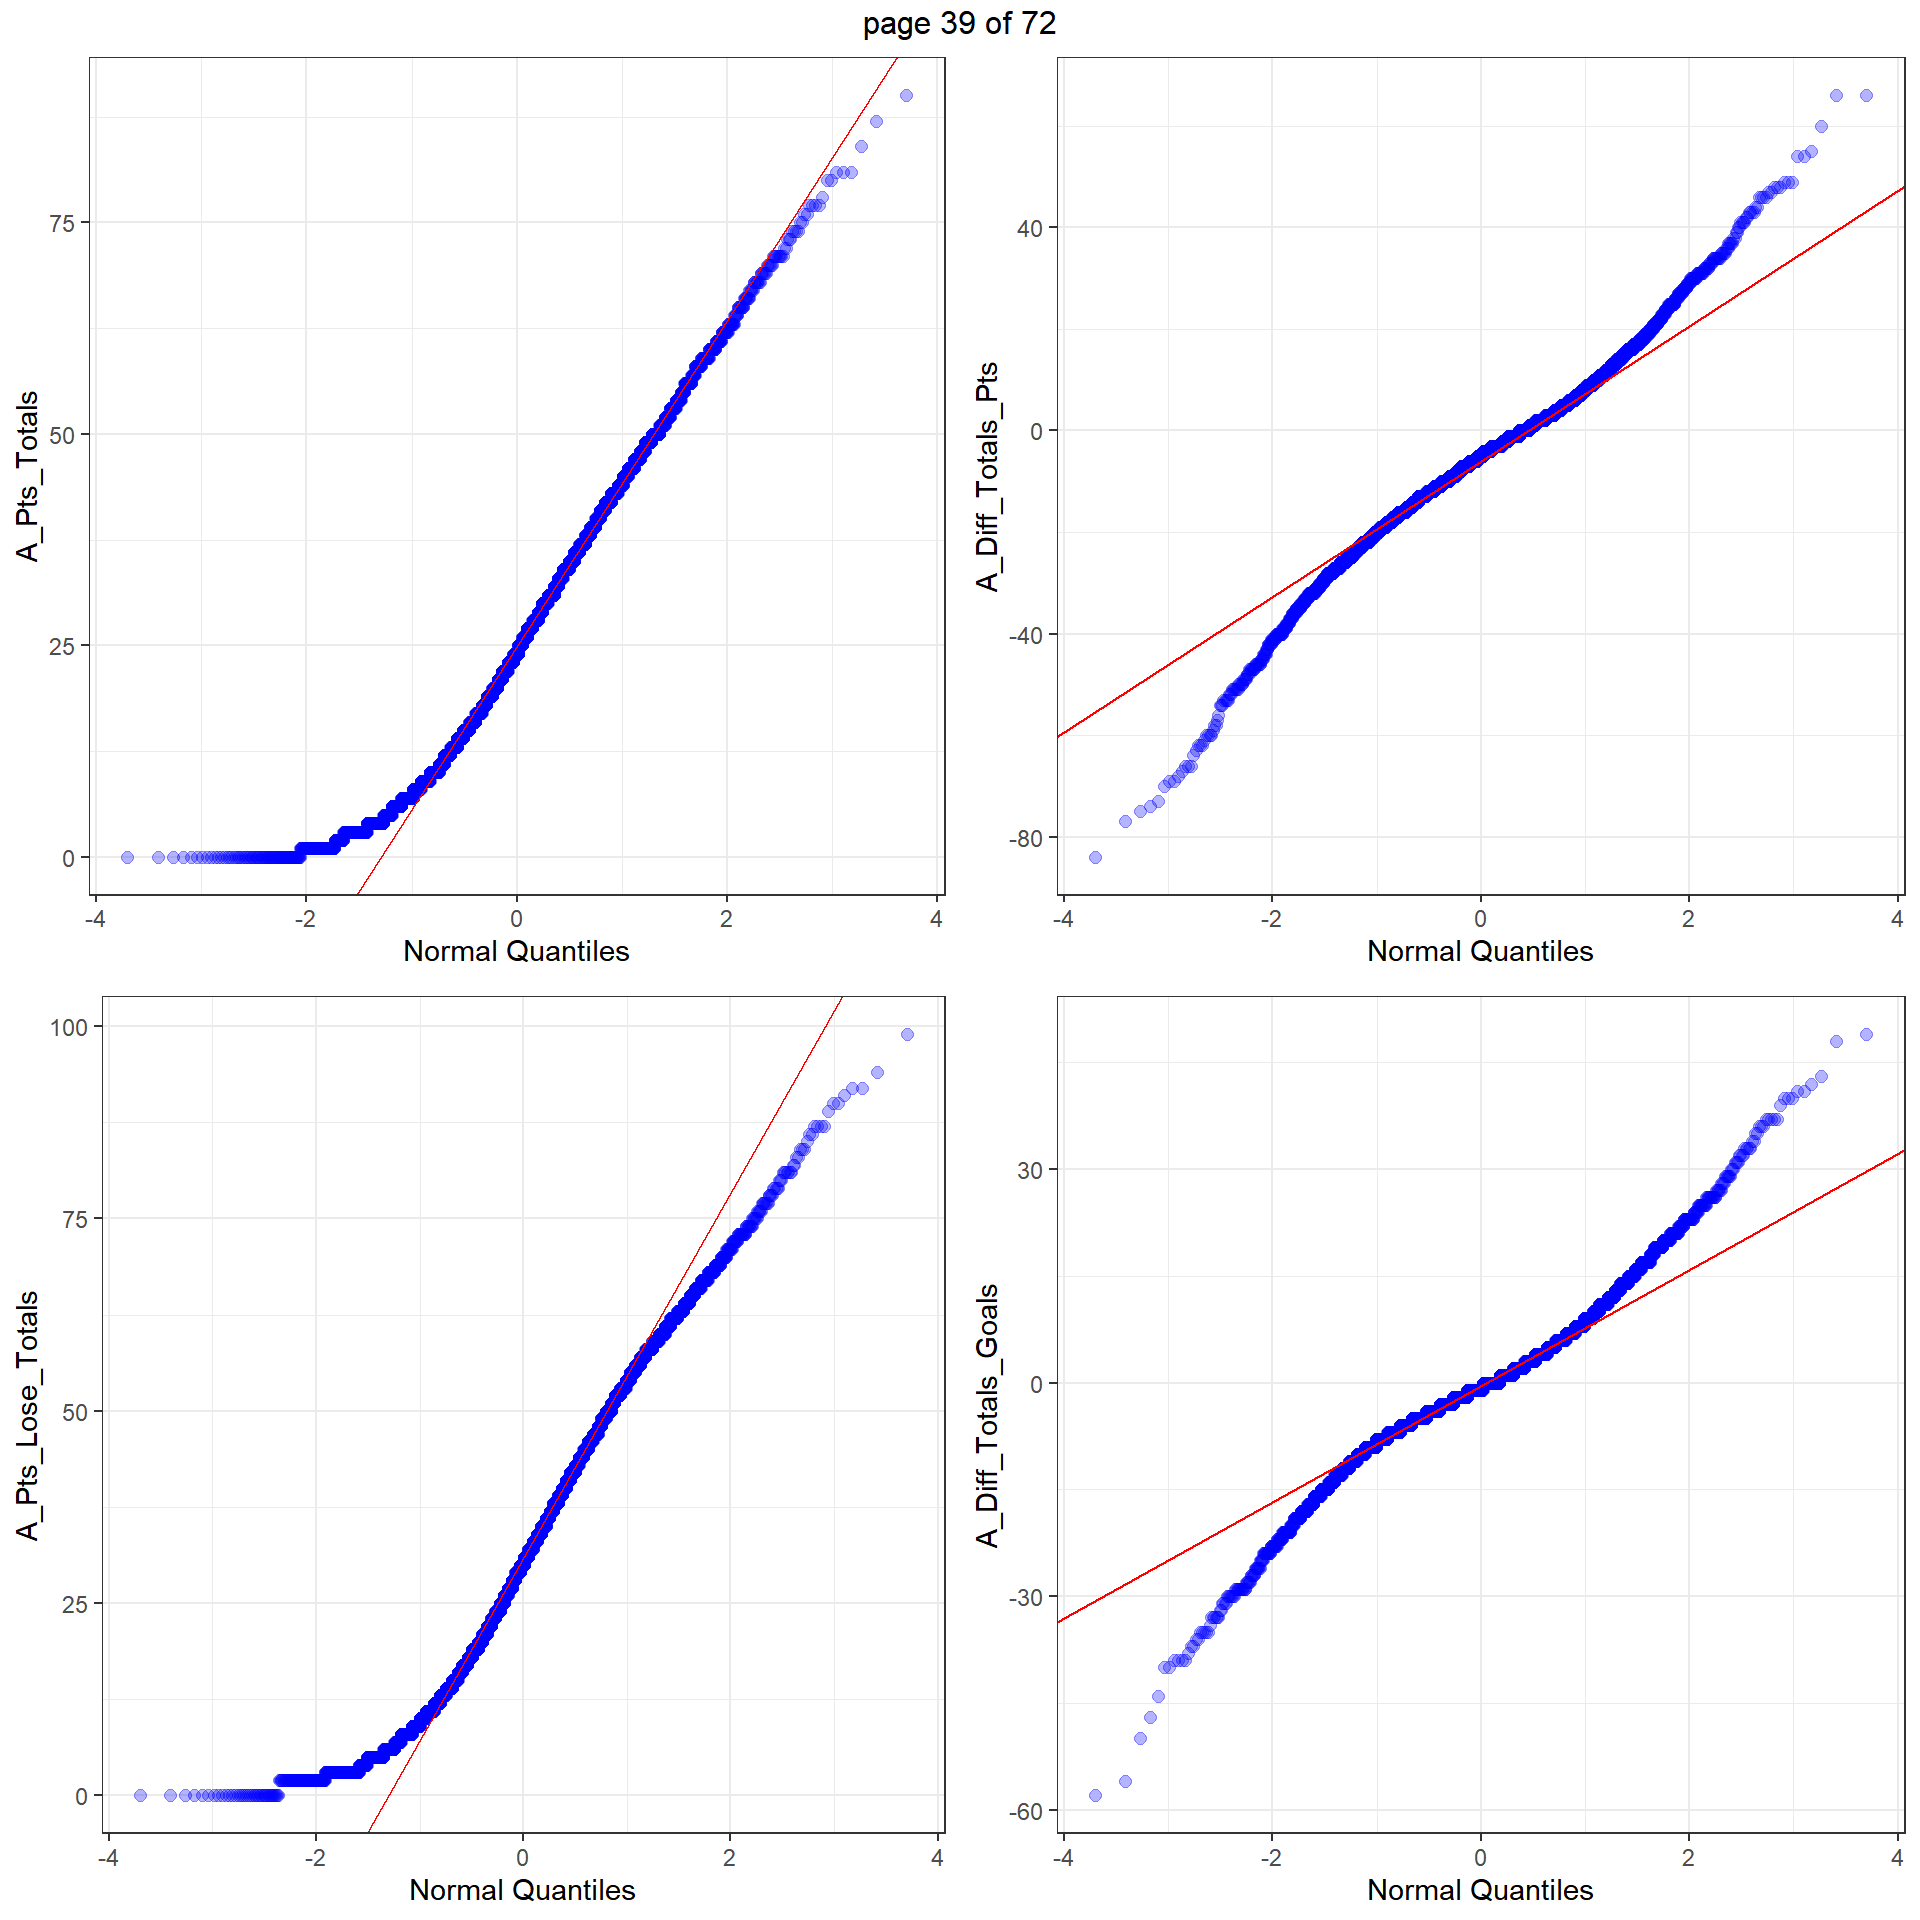 page 39 of 72
A_Pts_Totals
75
50
25
0
-4 -2 0 2 4
Normal Quantiles
A_Diff_Totals_Pts
40
0
-40
-80
-4 -2 0 2 4
Normal Quantiles
A_Pts_Lose_Totals
100
75
50
25
0
-4 -2 0 2 4
Normal Quantiles
A_Diff_Totals_Goals
30
0
-30
-60
-4 -2 0 2 4
Normal Quantiles